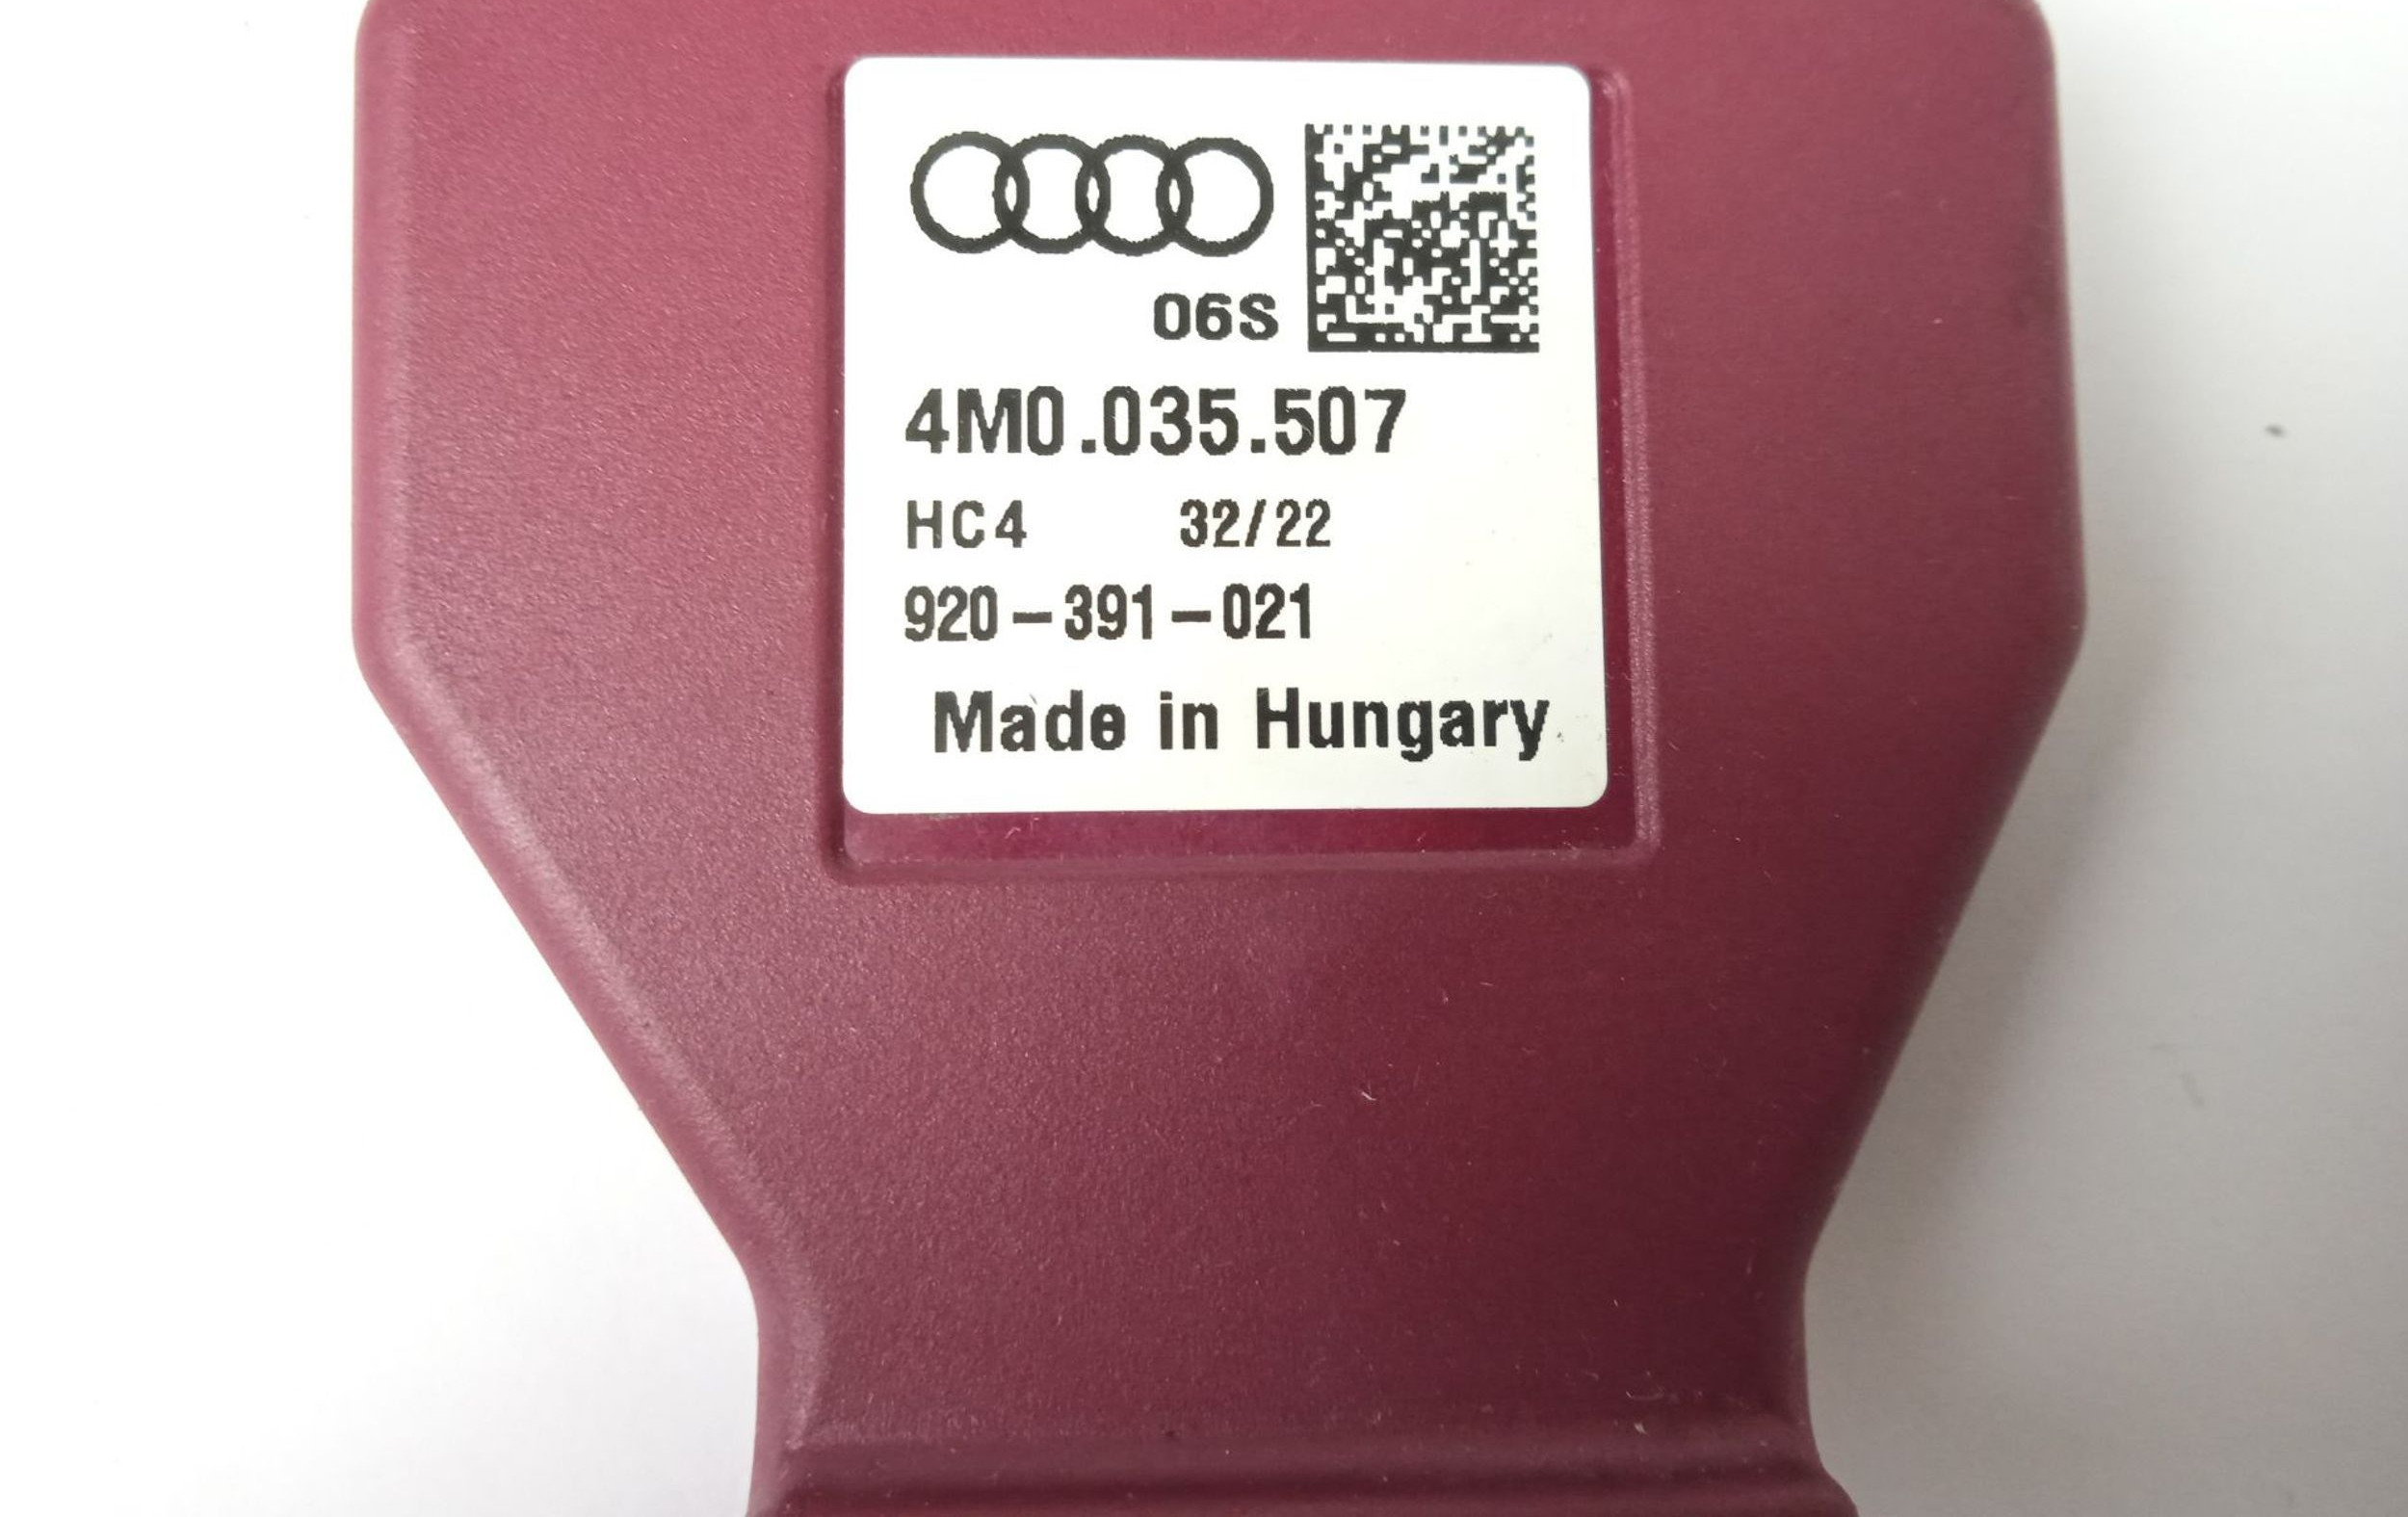 06S
4M0.035.507
HC4 32/22
920-391-021
Made in Hungary